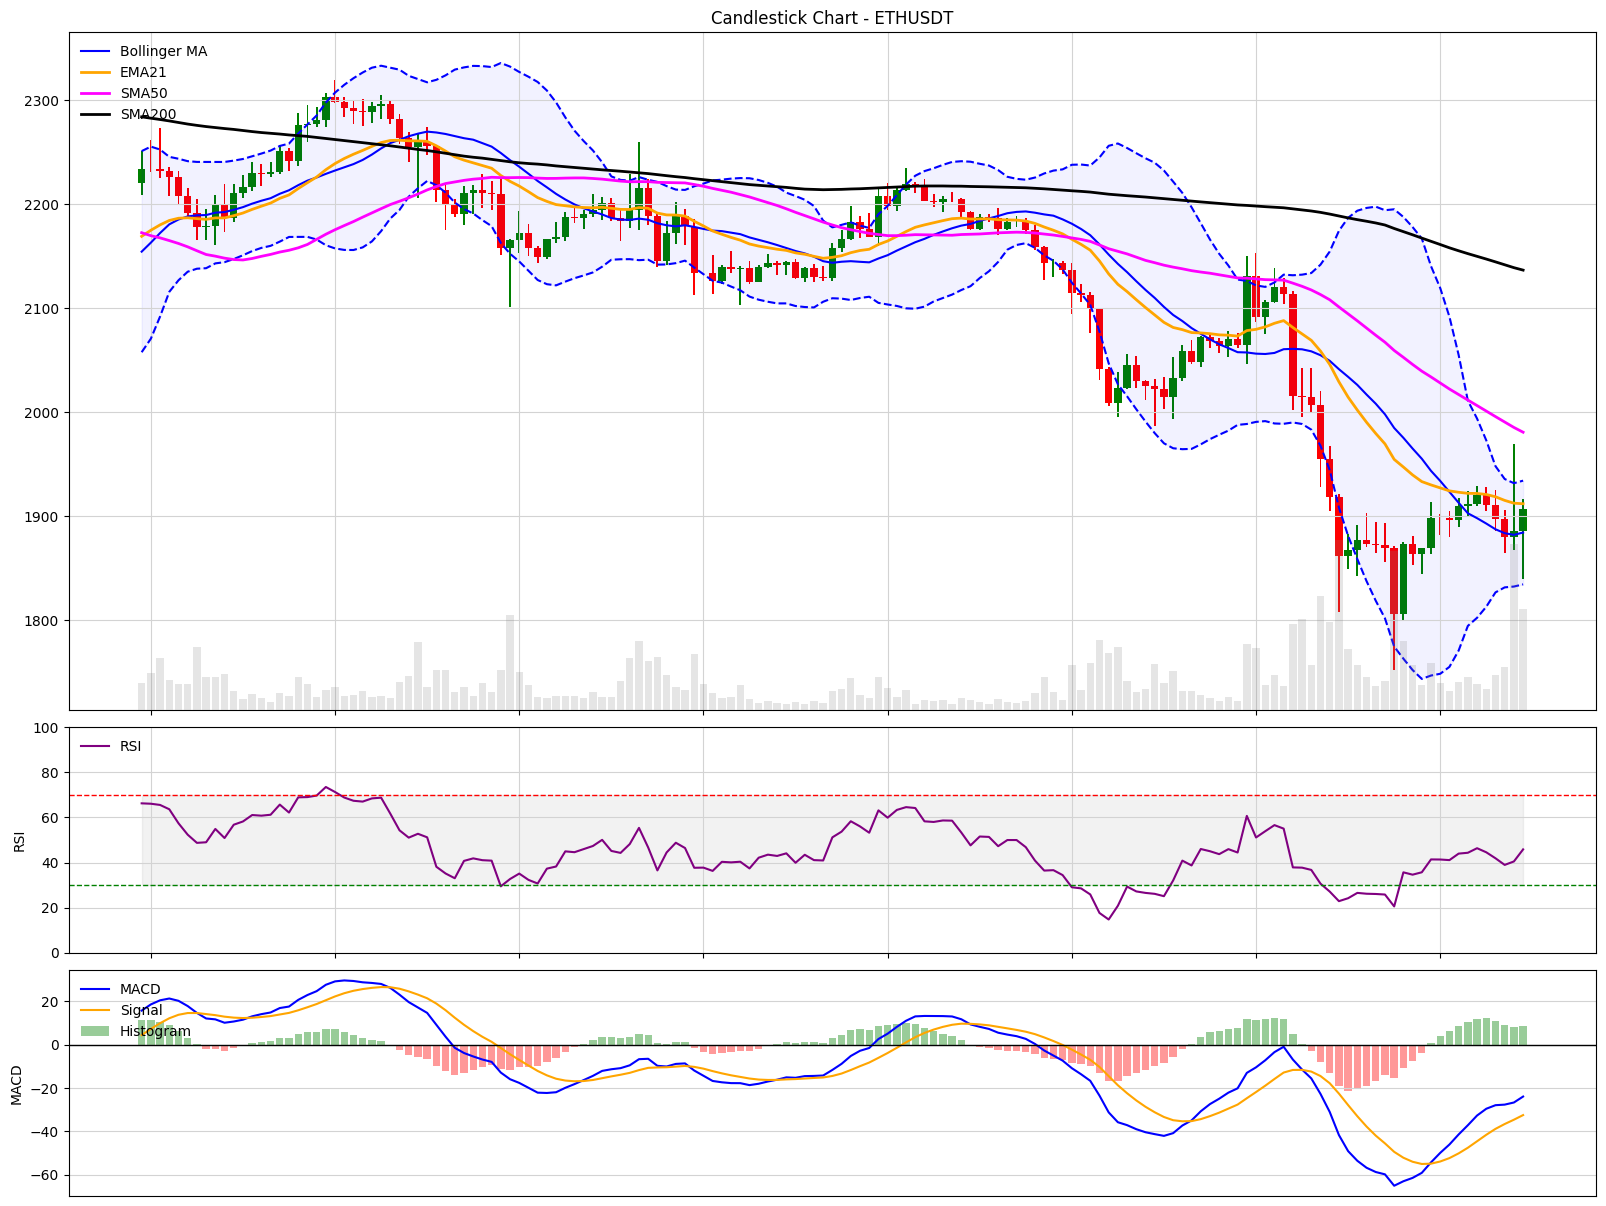 Candlestick Chart - ETHUSDT
Bollinger MA
EMA21
SMA50
SMA200
2300
2200
2100
2000
1900
1800
RSI
100
80
60
40
20
0
RSI
MACD
Signal
Histogram
20
0
−20
−40
−60
MACD